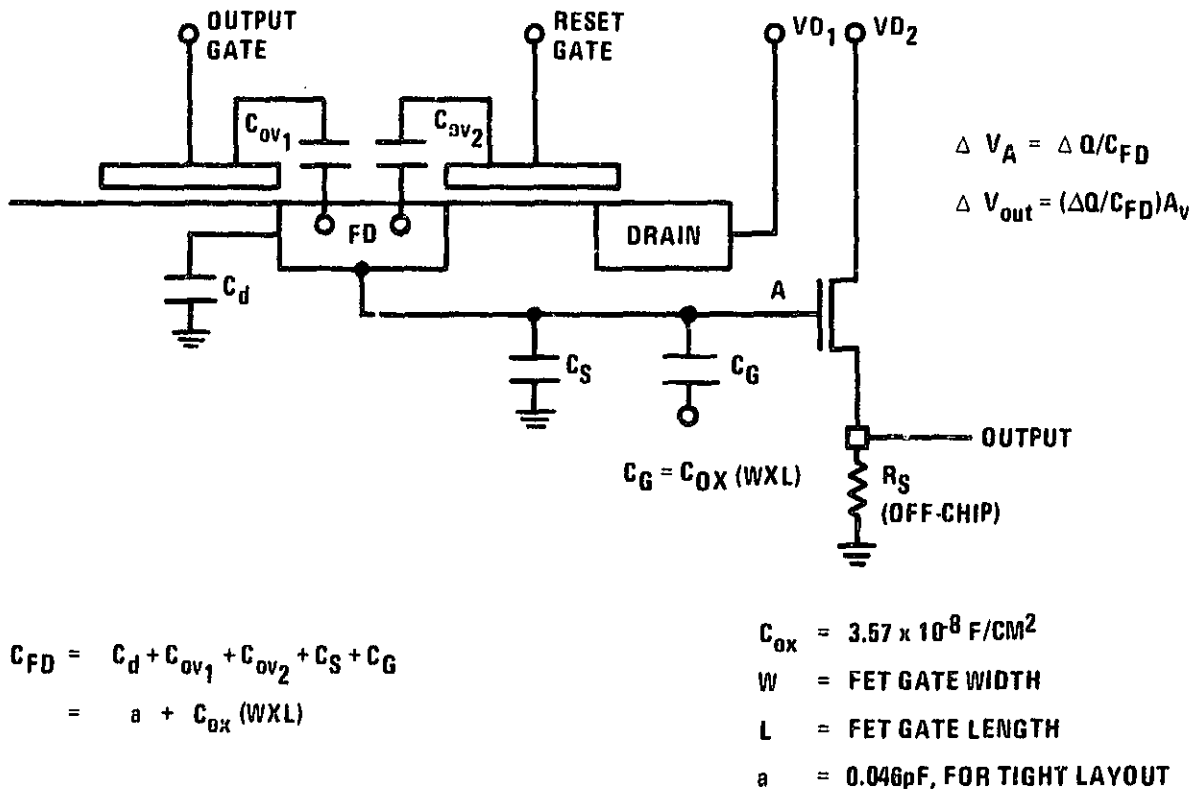 OUTPUT
GATE
RESET
GATE
VD1
VD2
Cov1
Cov2
Δ VA = Δ Q/CFD
Δ Vout = (ΔQ/CFD)Av
FD
DRAIN
Cd
A
CS
CG
OUTPUT
CG = COX (WXL)
RS
(OFF-CHIP)
CFD = Cd + Cov1 + Cov2 + CS + CG
= a + Cox (WXL)
Cox = 3.57 x 10-8 F/CM2
W = FET GATE WIDTH
L = FET GATE LENGTH
a = 0.046pF, FOR TIGHT LAYOUT